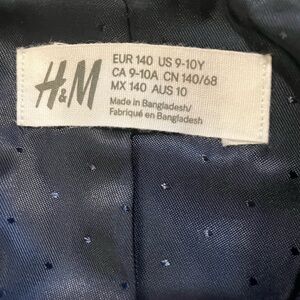 H&M
EUR 140 US 9-10Y
CA 9-10A CN 140/68
MX 140 AUS 10
Made in Bangladesh/
Fabriqué en Bangladesh